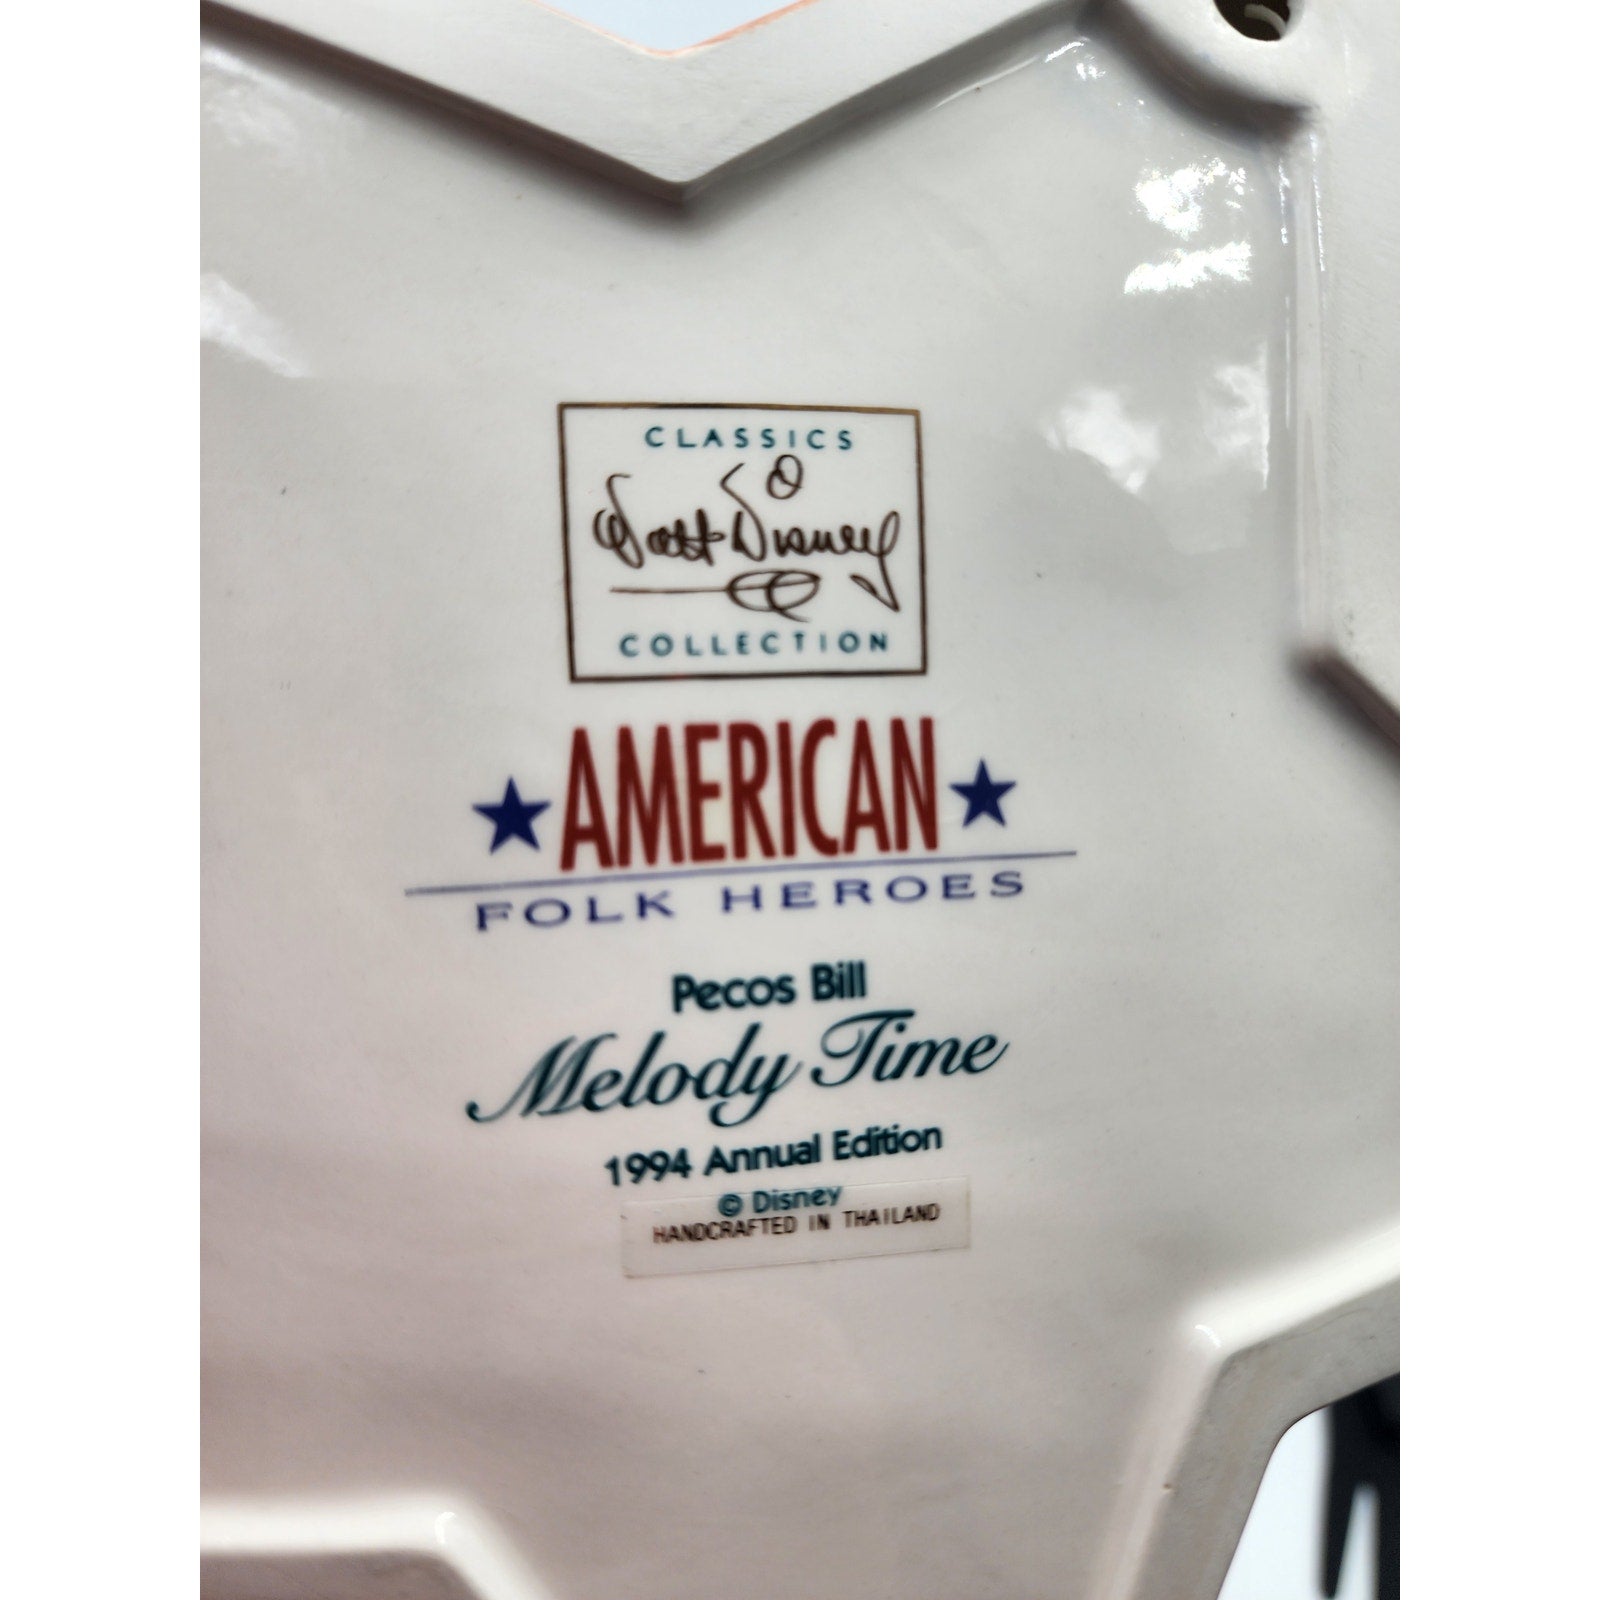 CLASSICS
Walt Disney
COLLECTION
AMERICAN
FOLK HEROES
Pecos Bill
Melody Time
1994 Annual Edition
© Disney
HANDCRAFTED IN THAILAND